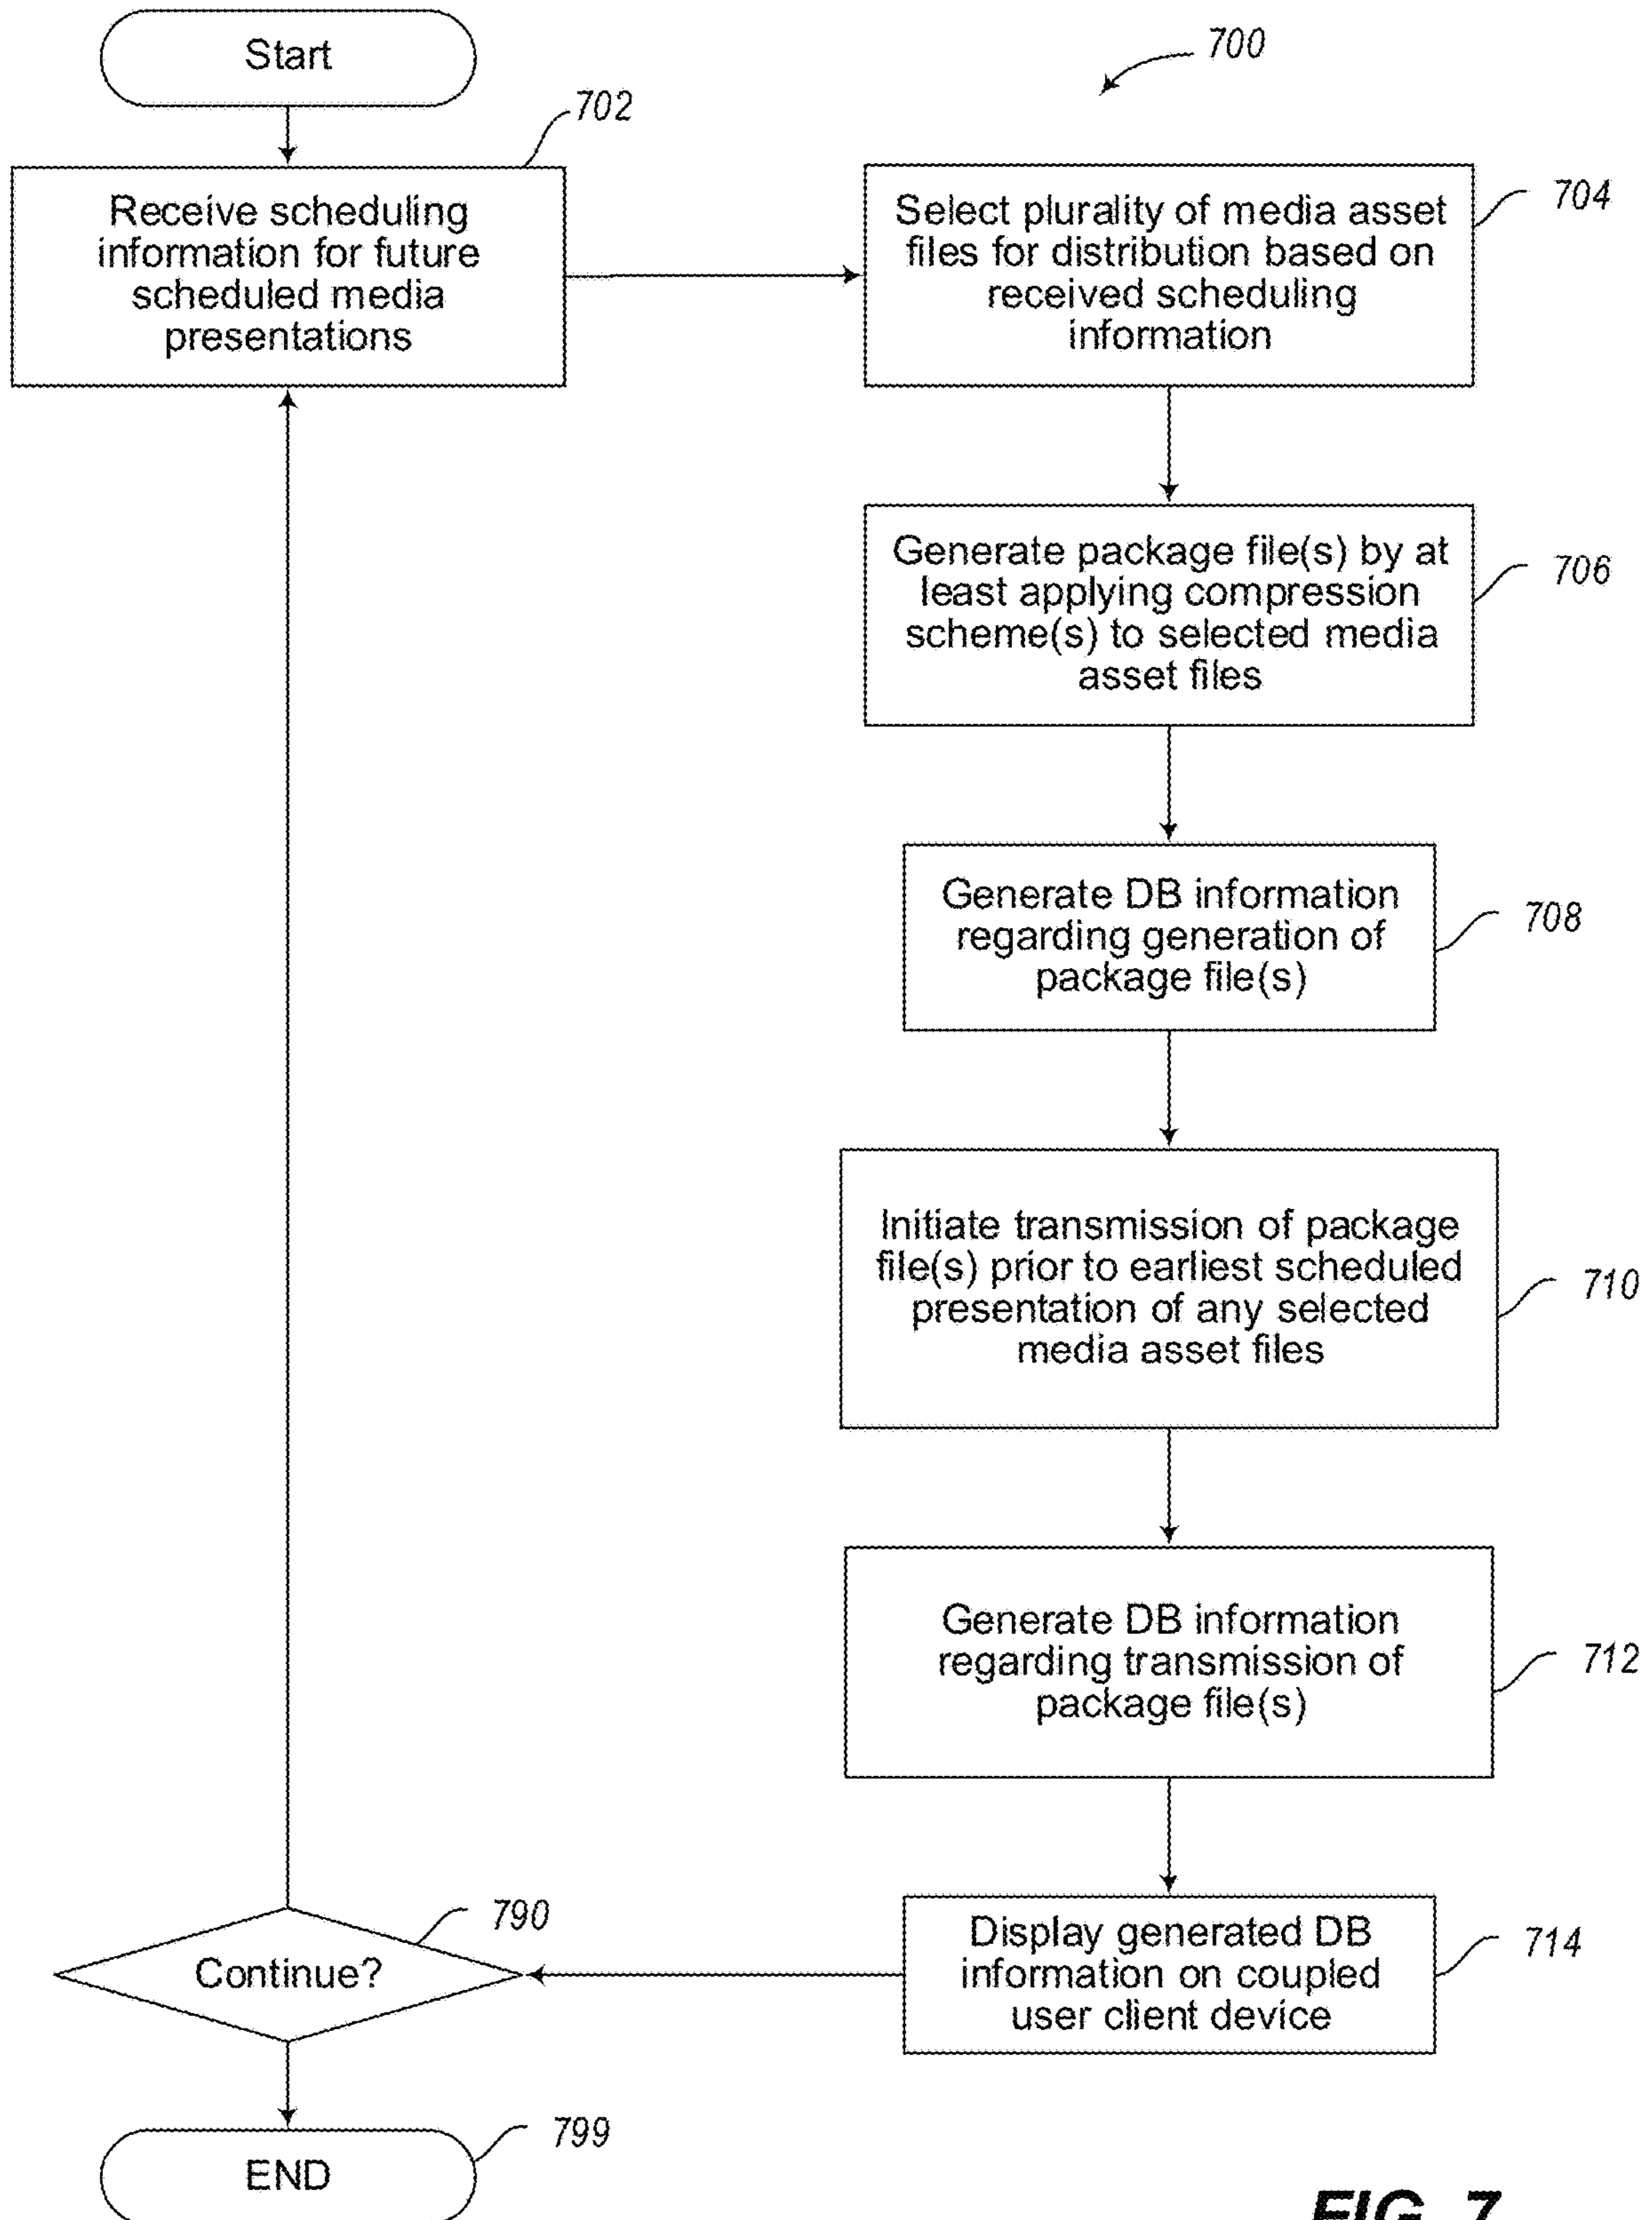 Start
700
702
Receive scheduling
information for future
scheduled media
presentations
704
Select plurality of media asset
files for distribution based on
received scheduling
information
706
Generate package file(s) by at
least applying compression
scheme(s) to selected media
asset files
708
Generate DB information
regarding generation of
package file(s)
710
Initiate transmission of package
file(s) prior to earliest scheduled
presentation of any selected
media asset files
712
Generate DB information
regarding transmission of
package file(s)
714
Display generated DB
information on coupled
user client device
790
Continue?
799
END
FIG. 7